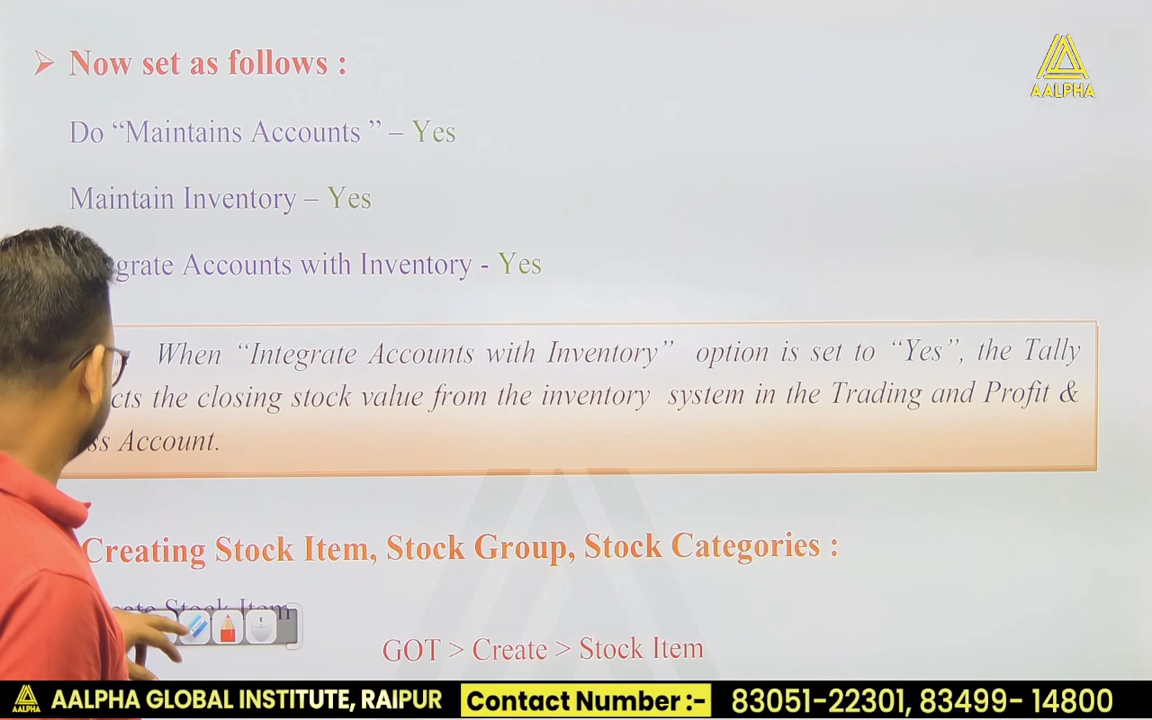 Now set as follows :
AALPHA
Do “Maintains Accounts ” – Yes
Maintain Inventory – Yes
grate Accounts with Inventory - Yes
When “Integrate Accounts with Inventory” option is set to “Yes”, the Tally
cts the closing stock value from the inventory system in the Trading and Profit &
ss Account.
Creating Stock Item, Stock Group, Stock Categories :
Stock Item
GOT > Create > Stock Item
AALPHA
AALPHA GLOBAL INSTITUTE, RAIPUR
Contact Number :-
83051-22301, 83499- 14800